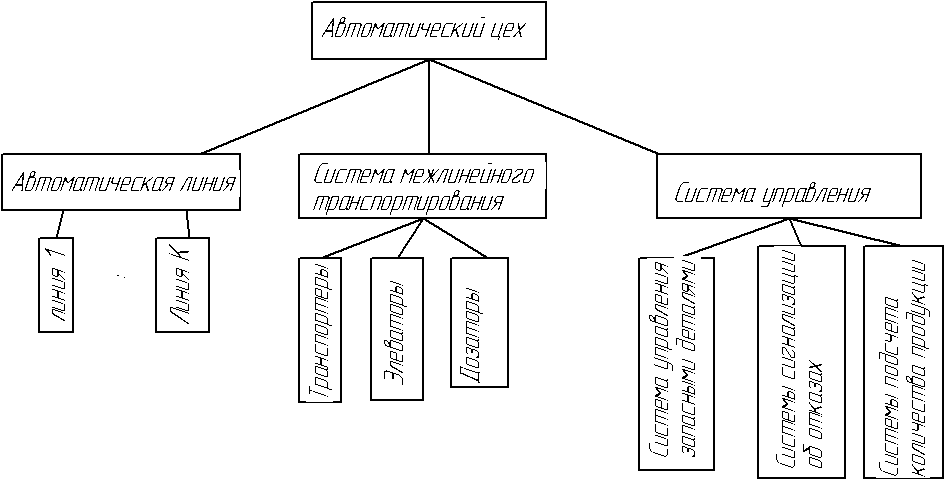 Автоматический цех
Автоматическая линия
Система межлинейного
транспортирования
Система управления
линия 1
Линия К
Транспортеры
Элеваторы
Дозаторы
Система управления
запасными деталями
Системы сигнализации
об отказах
Системы подсчета
количества продукции